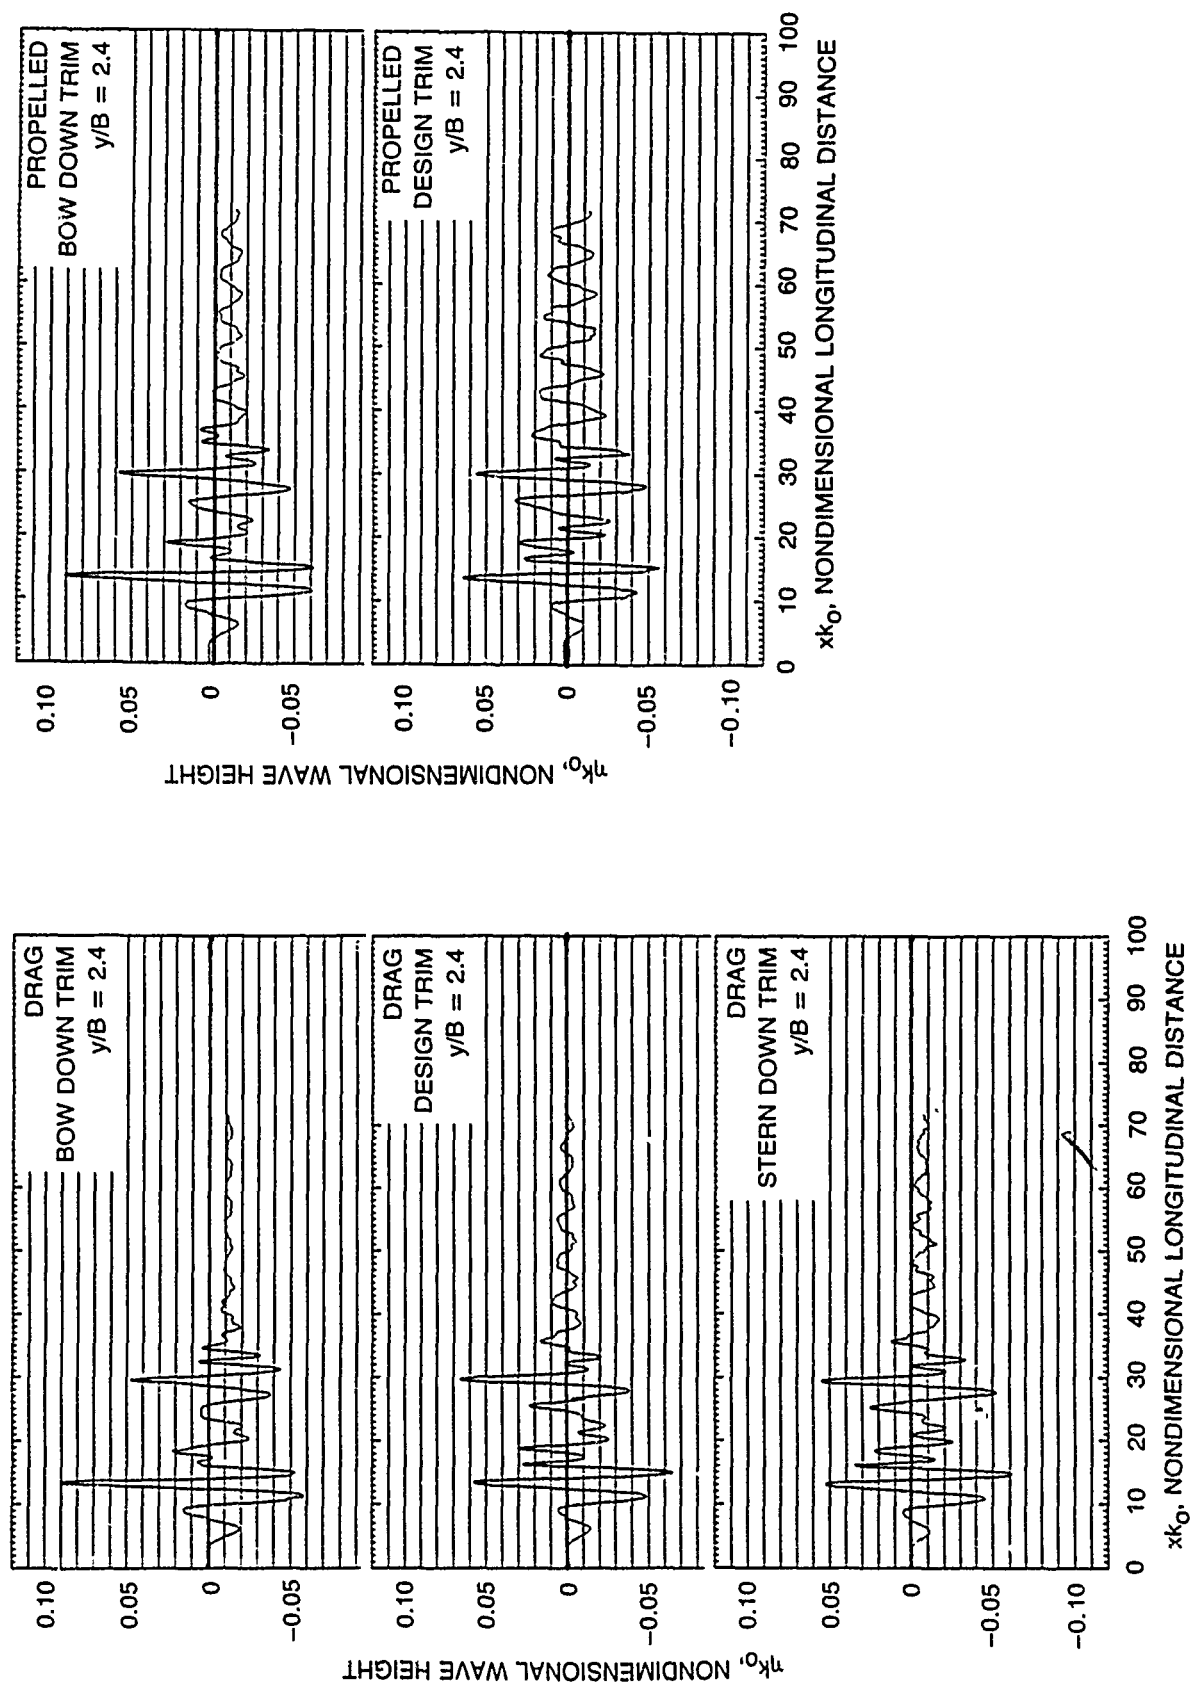 DRAG
BOW DOWN TRIM
y/B = 2.4
0.10
0.05
0
-0.05
DRAG
DESIGN TRIM
y/B = 2.4
0.10
0.05
0
-0.05
DRAG
STERN DOWN TRIM
y/B = 2.4
0.10
0.05
0
-0.05
-0.10
ηk₀, NONDIMENSIONAL WAVE HEIGHT
0 10 20 30 40 50 60 70 80 90 100
xk₀, NONDIMENSIONAL LONGITUDINAL DISTANCE
PROPELLED
BOW DOWN TRIM
y/B = 2.4
0.10
0.05
0
-0.05
PROPELLED
DESIGN TRIM
y/B = 2.4
0.10
0.05
0
-0.05
-0.10
ηk₀, NONDIMENSIONAL WAVE HEIGHT
0 10 20 30 40 50 60 70 80 90 100
xk₀, NONDIMENSIONAL LONGITUDINAL DISTANCE